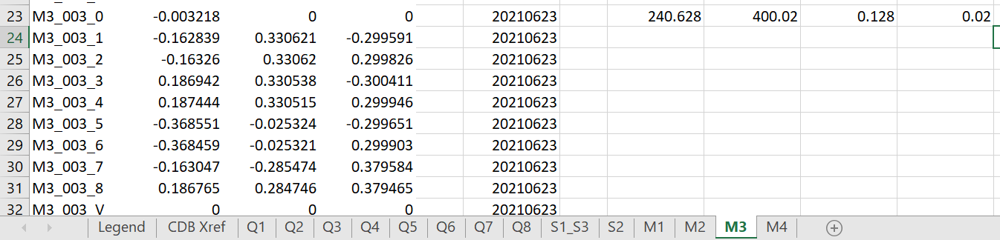 23 M3_003_0 -0.003218 0 0 20210623 240.628 400.02 0.128 0.02
24 M3_003_1 -0.162839 0.330621 -0.299591 20210623
25 M3_003_2 -0.16326 0.33062 0.299826 20210623
26 M3_003_3 0.186942 0.330538 -0.300411 20210623
27 M3_003_4 0.187444 0.330515 0.299946 20210623
28 M3_003_5 -0.368551 -0.025324 -0.299651 20210623
29 M3_003_6 -0.368459 -0.025321 0.299903 20210623
30 M3_003_7 -0.163047 -0.285474 0.379584 20210623
31 M3_003_8 0.186765 0.284746 0.379465 20210623
32 M3_003_V 0 0 0 20210623
Legend CDB Xref Q1 Q2 Q3 Q4 Q5 Q6 Q7 Q8 S1_S3 S2 M1 M2 M3 M4